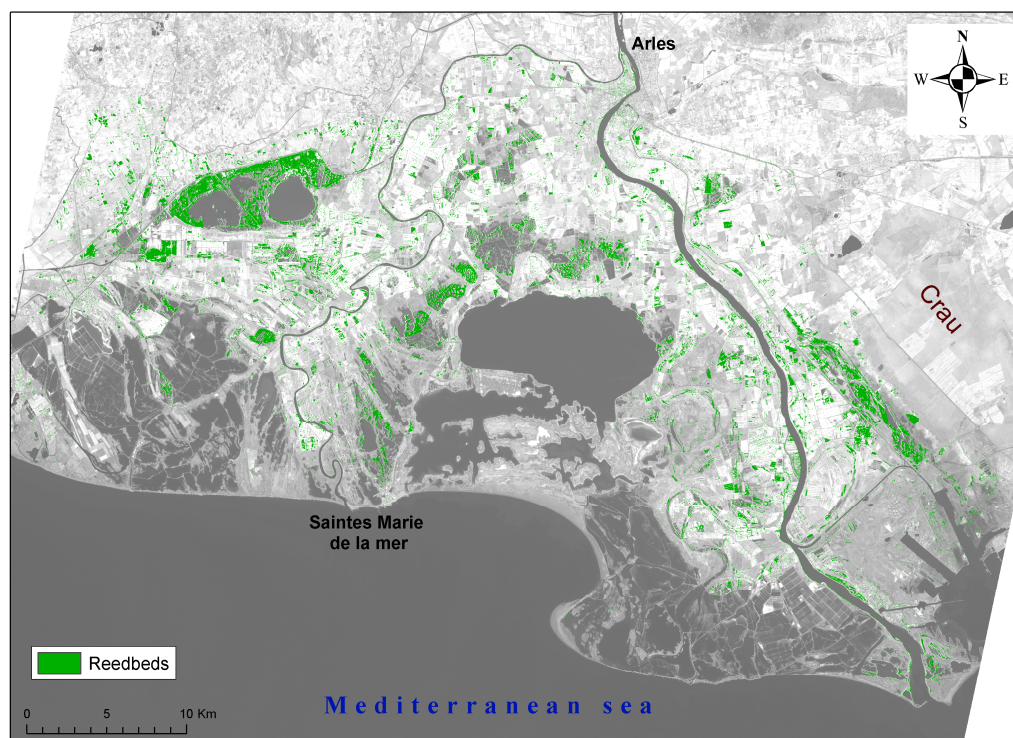 Arles
N
W E
S
Crau
Saintes Marie
de la mer
Reedbeds
Mediterranean sea
0 5 10 Km